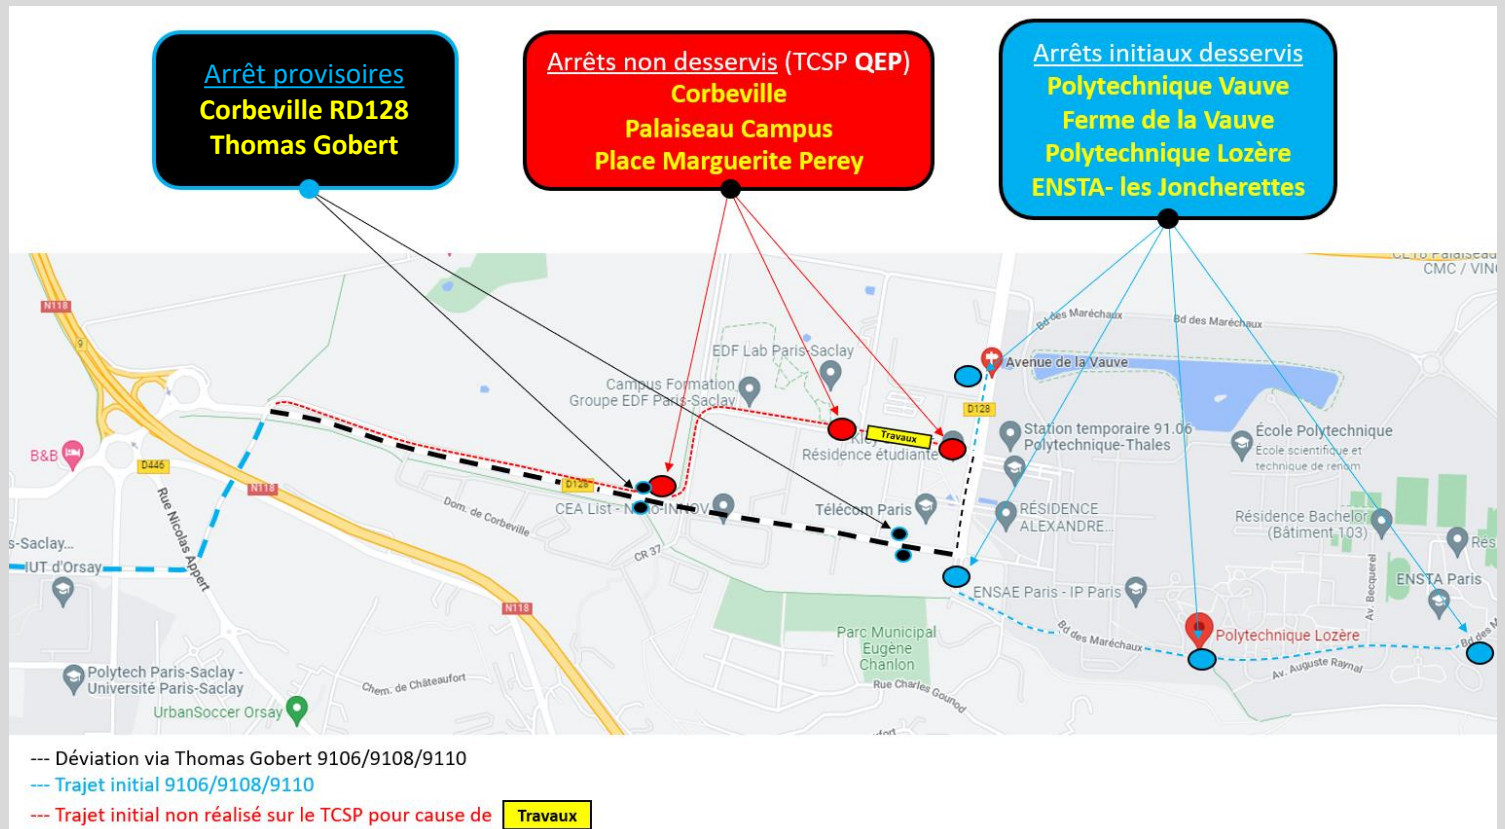 Arrêt provisoires
Corbeville RD128
Thomas Gobert
Arrêts non desservis (TCSP QEP)
Corbeville
Palaiseau Campus
Place Marguerite Perey
Arrêts initiaux desservis
Polytechnique Vauve
Ferme de la Vauve
Polytechnique Lozère
ENSTA- les Joncherettes
CMC / VIN
N118
9
Bd des Maréchaux
Bd des Maréchaux
EDF Lab Paris-Saclay
Avenue de la Vauve
Campus Formation
Groupe EDF Paris-Saclay
D128
Travaux
Station temporaire 91.06
Polytechnique-Thales
École Polytechnique
École scientifique et
technique de renom
Résidence étudiante
B&B
D446
N118
D128
Rue Nicolas Appert
Dom. de Corbeville
CEA List -
Télécom Paris
RÉSIDENCE
ALEXANDRE...
Résidence Bachelor
(Bâtiment 103)
s-Saclay...
IUT d'Orsay
CR 37
Av. Becquerel
ENSTA Paris
ENSAE Paris - IP Paris
N118
Parc Municipal
Eugène
Chanlon
Bd des Maréchaux
Polytechnique Lozère
Av. Auguste Raynal
Polytech Paris-Saclay -
Université Paris-Saclay
Chem. de Châteaufort
Rue Charles Gounod
UrbanSoccer Orsay
--- Déviation via Thomas Gobert 9106/9108/9110
--- Trajet initial 9106/9108/9110
--- Trajet initial non réalisé sur le TCSP pour cause de Travaux